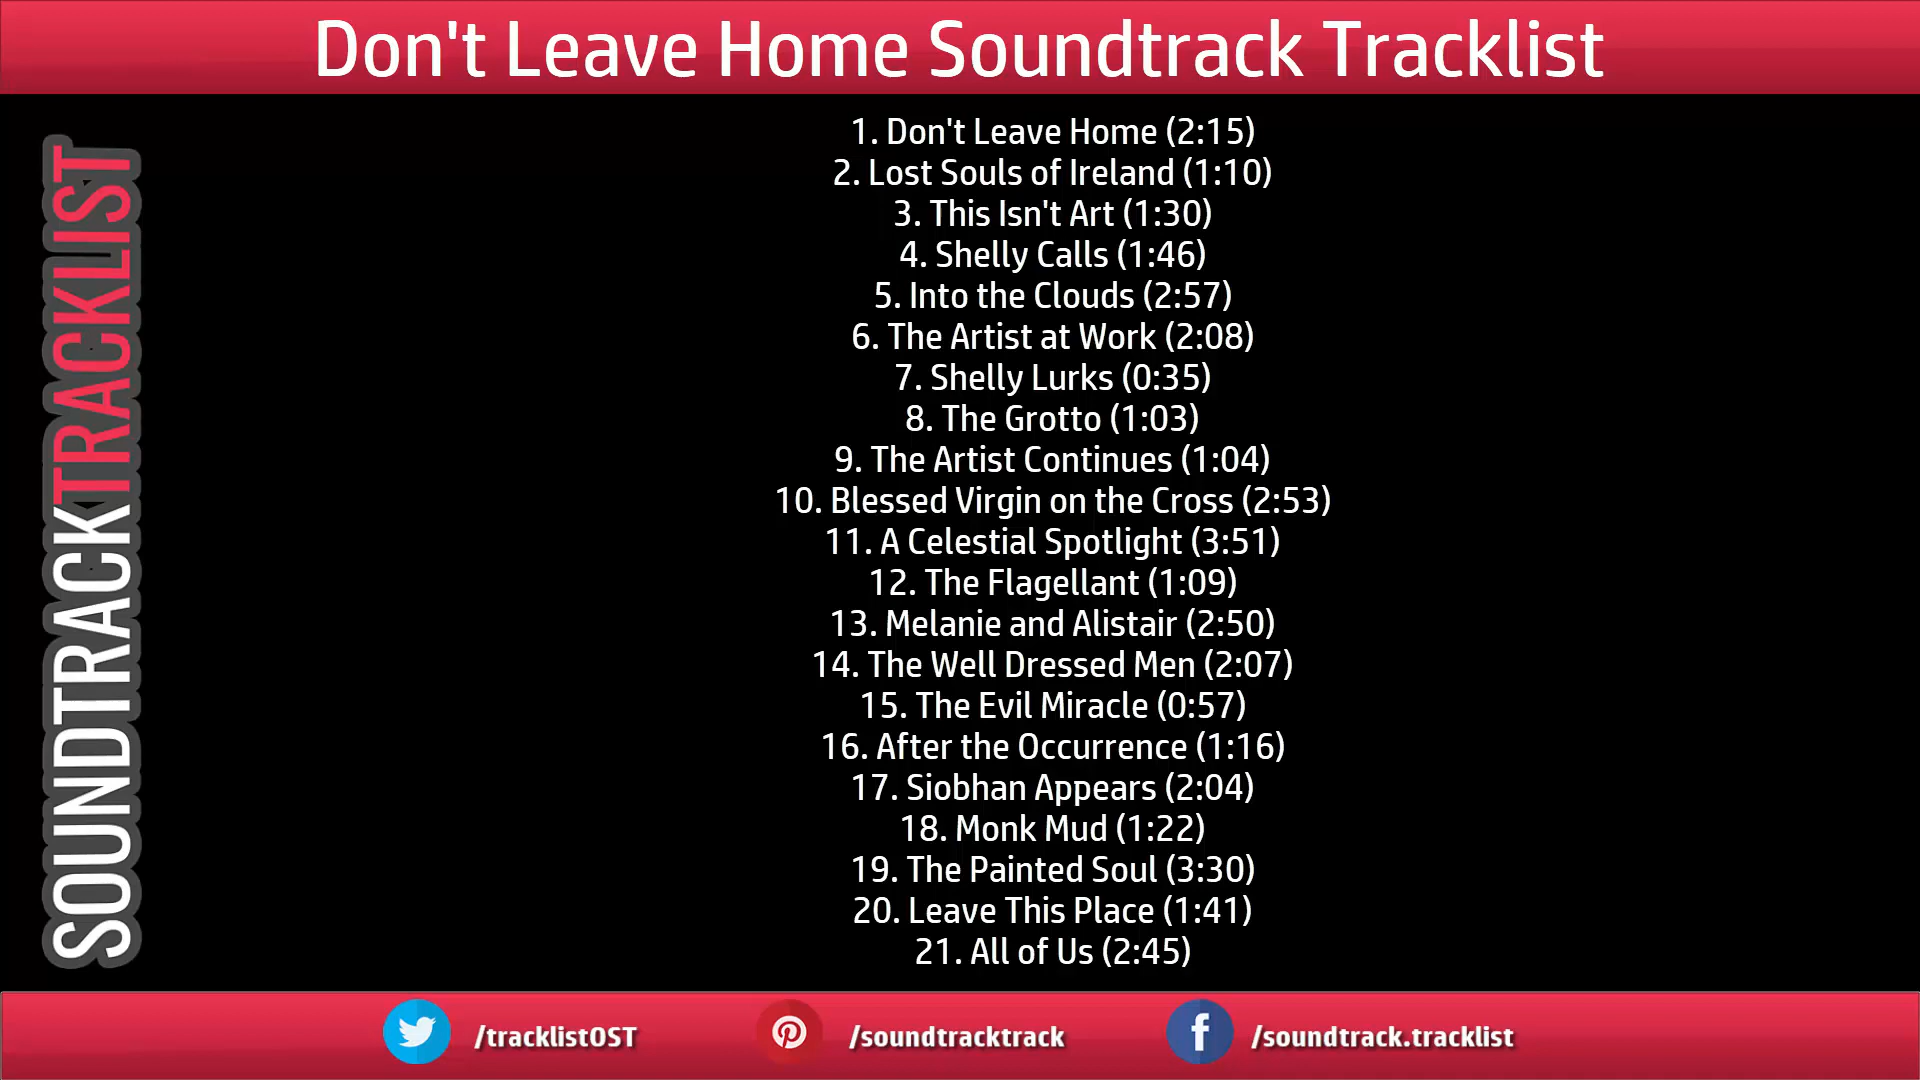 Don't Leave Home Soundtrack Tracklist
SOUNDTRACKTRACKLIST
1. Don't Leave Home (2:15)
2. Lost Souls of Ireland (1:10)
3. This Isn't Art (1:30)
4. Shelly Calls (1:46)
5. Into the Clouds (2:57)
6. The Artist at Work (2:08)
7. Shelly Lurks (0:35)
8. The Grotto (1:03)
9. The Artist Continues (1:04)
10. Blessed Virgin on the Cross (2:53)
11. A Celestial Spotlight (3:51)
12. The Flagellant (1:09)
13. Melanie and Alistair (2:50)
14. The Well Dressed Men (2:07)
15. The Evil Miracle (0:57)
16. After the Occurrence (1:16)
17. Siobhan Appears (2:04)
18. Monk Mud (1:22)
19. The Painted Soul (3:30)
20. Leave This Place (1:41)
21. All of Us (2:45)
/tracklistOST
/soundtracktrack
/soundtrack.tracklist